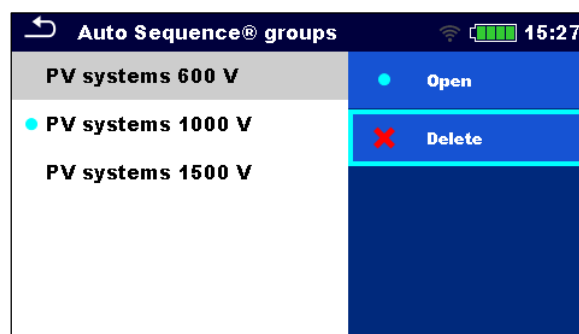 Auto Sequence® groups
15:27
PV systems 600 V
PV systems 1000 V
PV systems 1500 V
Open
Delete